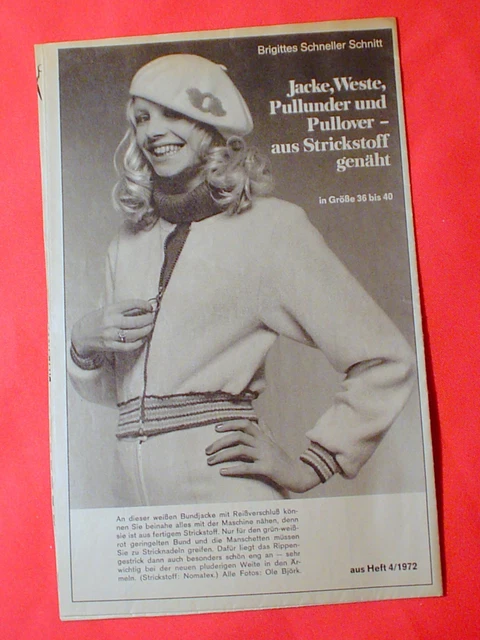 Brigittes Schneller Schnitt
Jacke, Weste,
Pullunder und
Pullover –
aus Strickstoff
genäht
in Größe 36 bis 40
An dieser weißen Bundjacke mit Reißverschluß kön-
nen Sie beinahe alles mit der Maschine nähen, denn
sie ist aus fertigem Strickstoff. Nur für den grün-weiß-
rot geringelten Bund und die Manschetten müssen
Sie zu Stricknadeln greifen. Dafür liegt das Rippen-
gestrick dann auch besonders schön eng an – sehr
wichtig bei der neuen pluderigen Weite in den Är-
meln. (Strickstoff: Nomatex.) Alle Fotos: Ole Björk.
aus Heft 4/1972